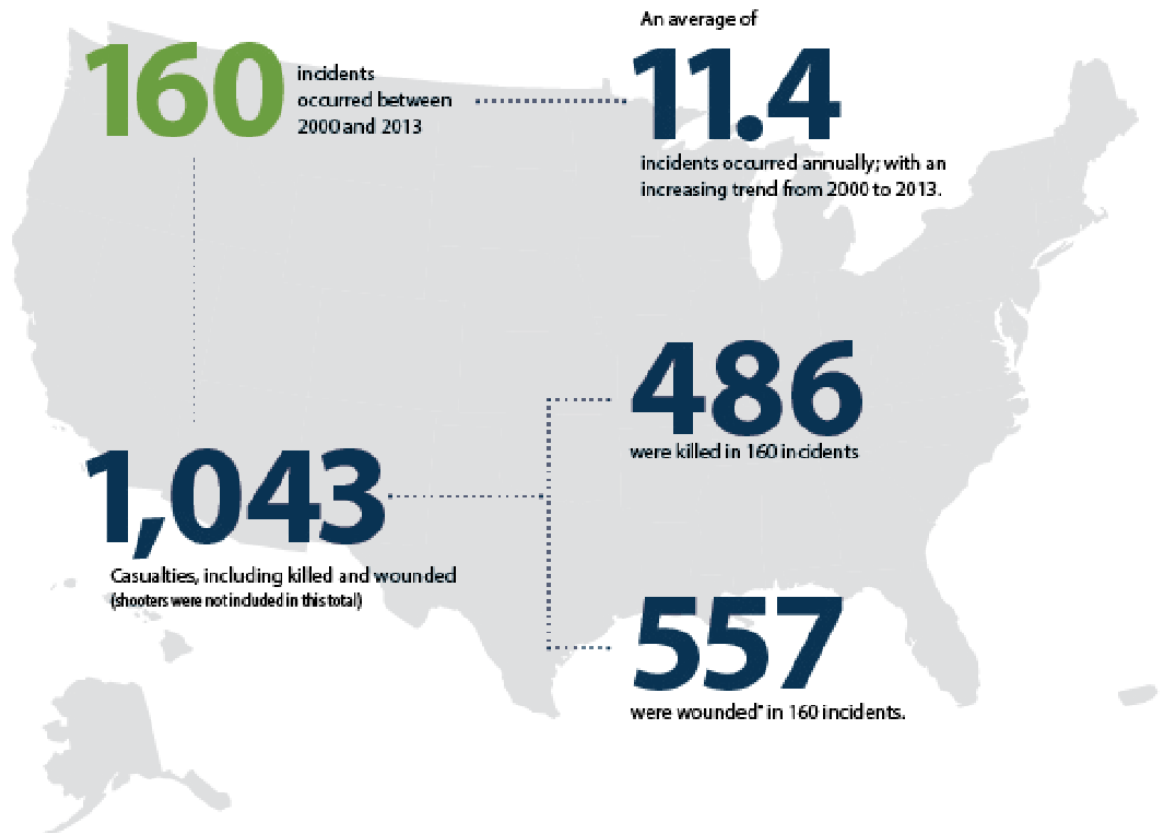 160
incidents
occurred between
2000 and 2013
An average of
11.4
incidents occurred annually; with an
increasing trend from 2000 to 2013.
1,043
Casualties, including killed and wounded
(shooters were not included in this total)
486
were killed in 160 incidents
557
were wounded* in 160 incidents.